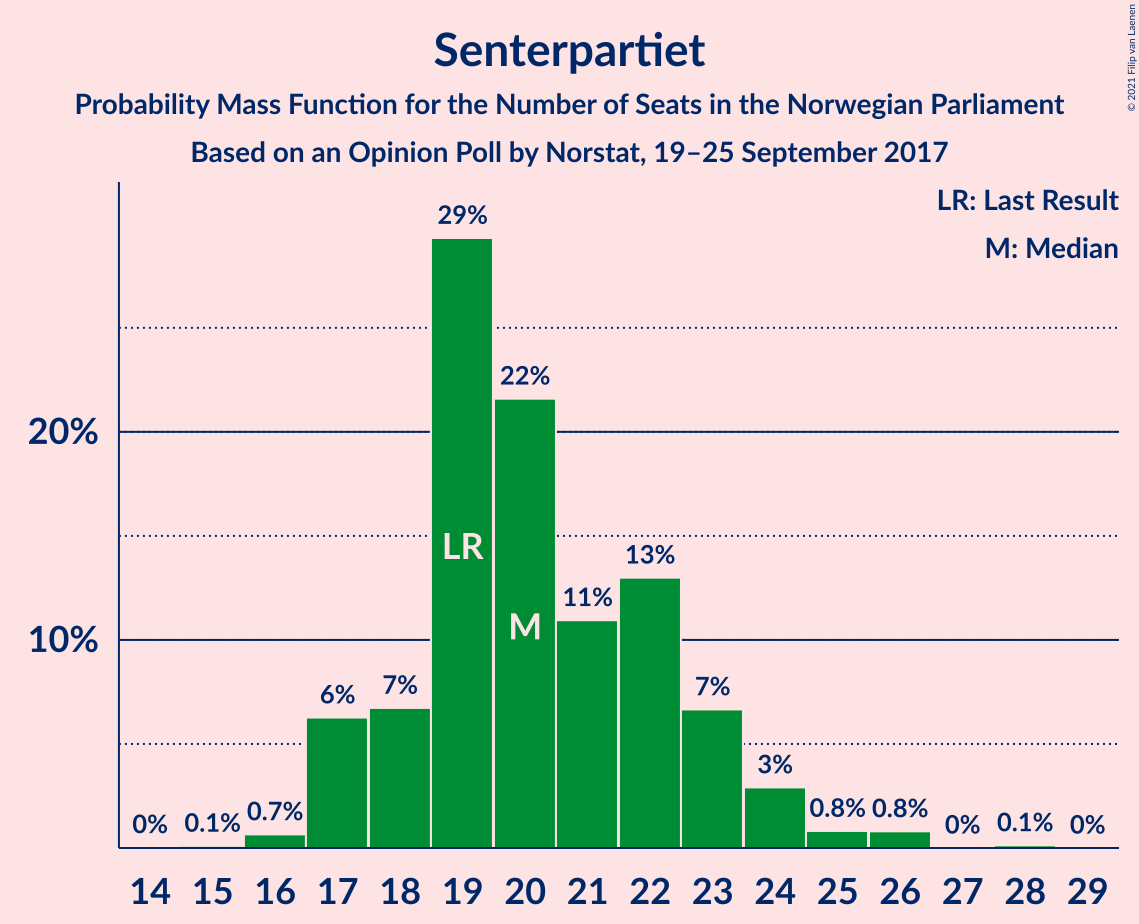 Senterpartiet
Probability Mass Function for the Number of Seats in the Norwegian Parliament
Based on an Opinion Poll by Norstat, 19–25 September 2017
© 2021 Filip van Laenen
LR: Last Result
M: Median
29%
22%
20%
LR
13%
11%
M
10%
7%
7%
6%
3%
0%
0.1%
0.7%
0.8%
0.8%
0%
0.1%
0%
14 15 16 17 18 19 20 21 22 23 24 25 26 27 28 29